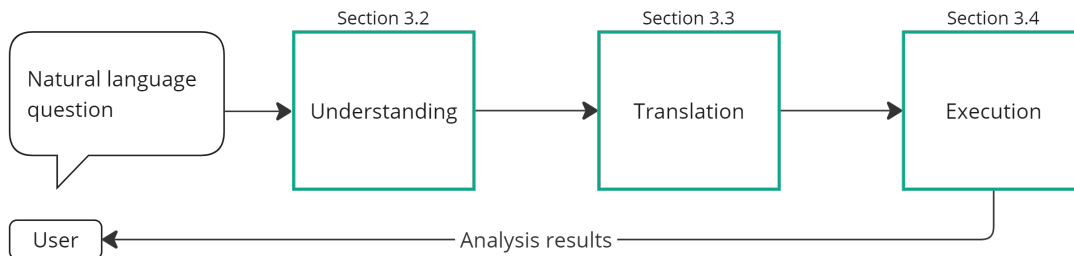 Section 3.2
Section 3.3
Section 3.4
Natural language
question
Understanding
Translation
Execution
User
Analysis results